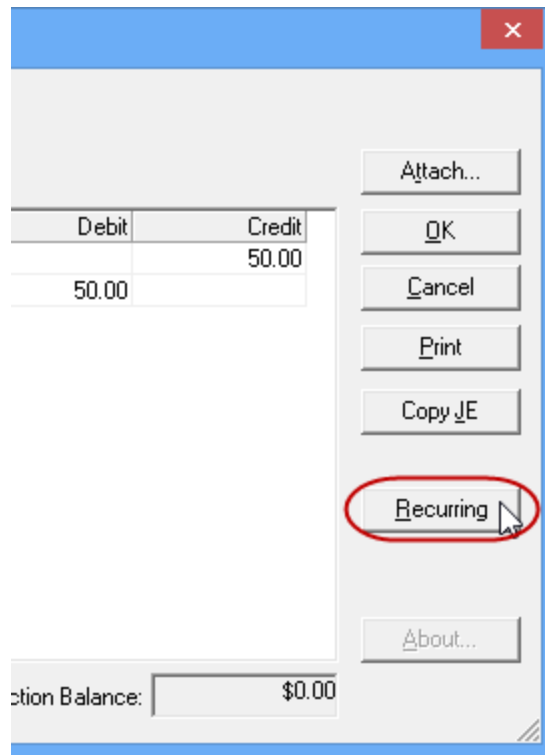 Attach...
Debit Credit
OK
50.00
50.00
Cancel
Print
Copy JE
Recurring
About...
ction Balance: $0.00